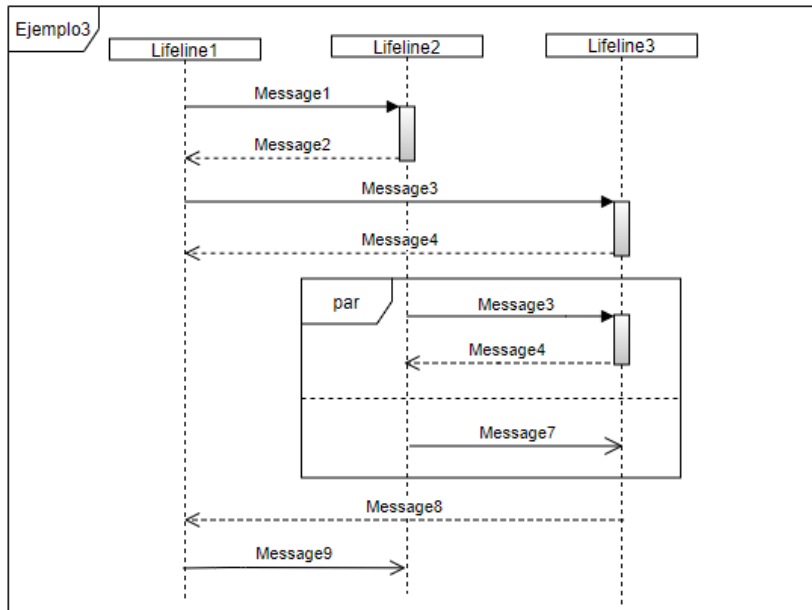 Ejemplo3
Lifeline1
Lifeline2
Lifeline3
Message1
Message2
Message3
Message4
par
Message3
Message4
Message7
Message8
Message9